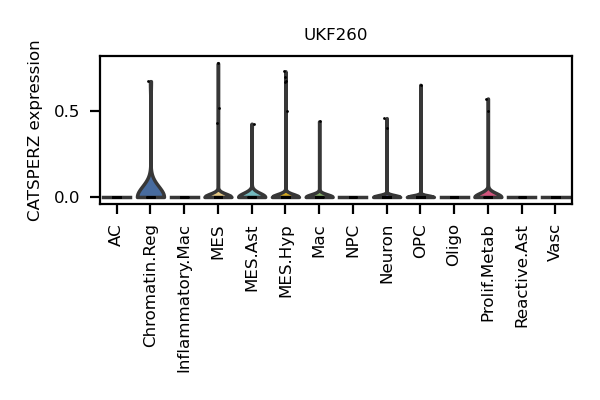 UKF260
CATSPERZ expression
0.5
0.0
AC
Chromatin.Reg
Inflammatory.Mac
MES
MES.Ast
MES.Hyp
Mac
NPC
Neuron
OPC
Oligo
Prolif.Metab
Reactive.Ast
Vasc